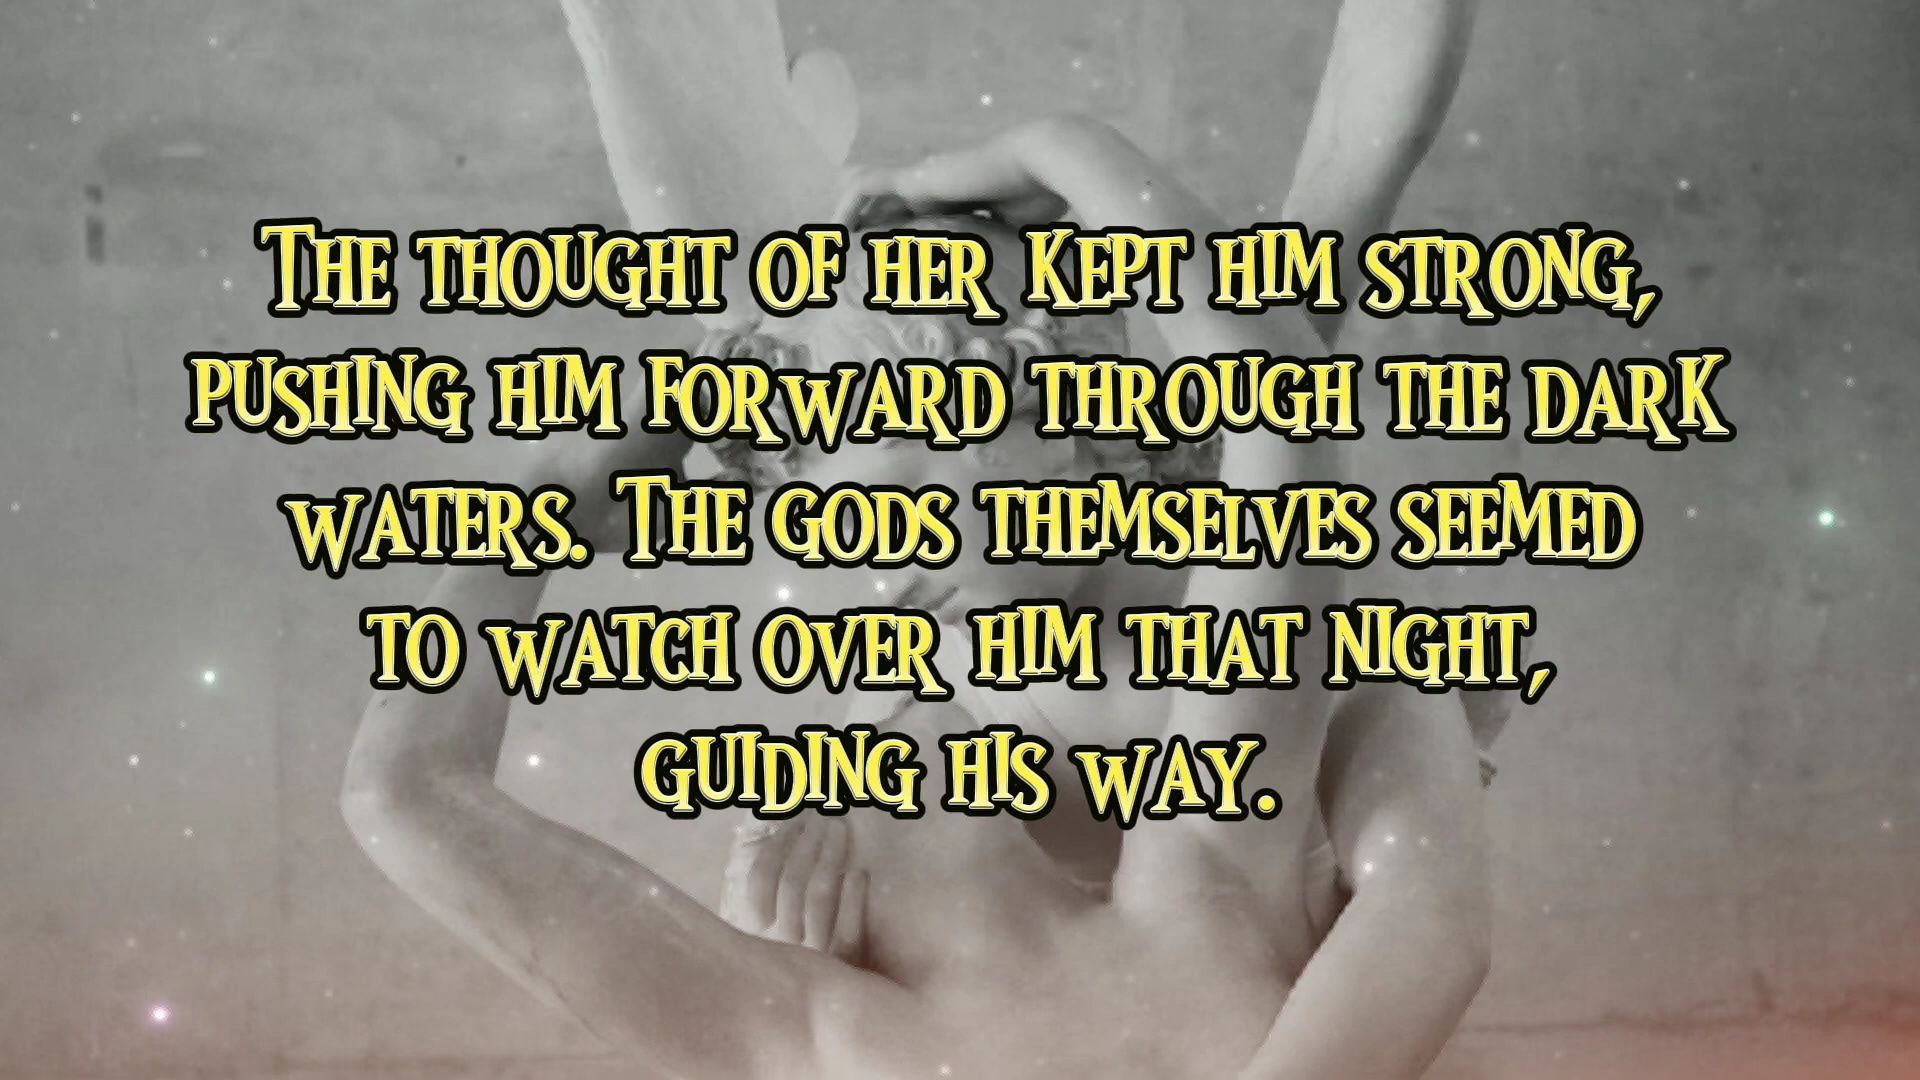 The thought of her kept him strong,
pushing him forward through the dark
waters. The gods themselves seemed
to watch over him that night,
guiding his way.